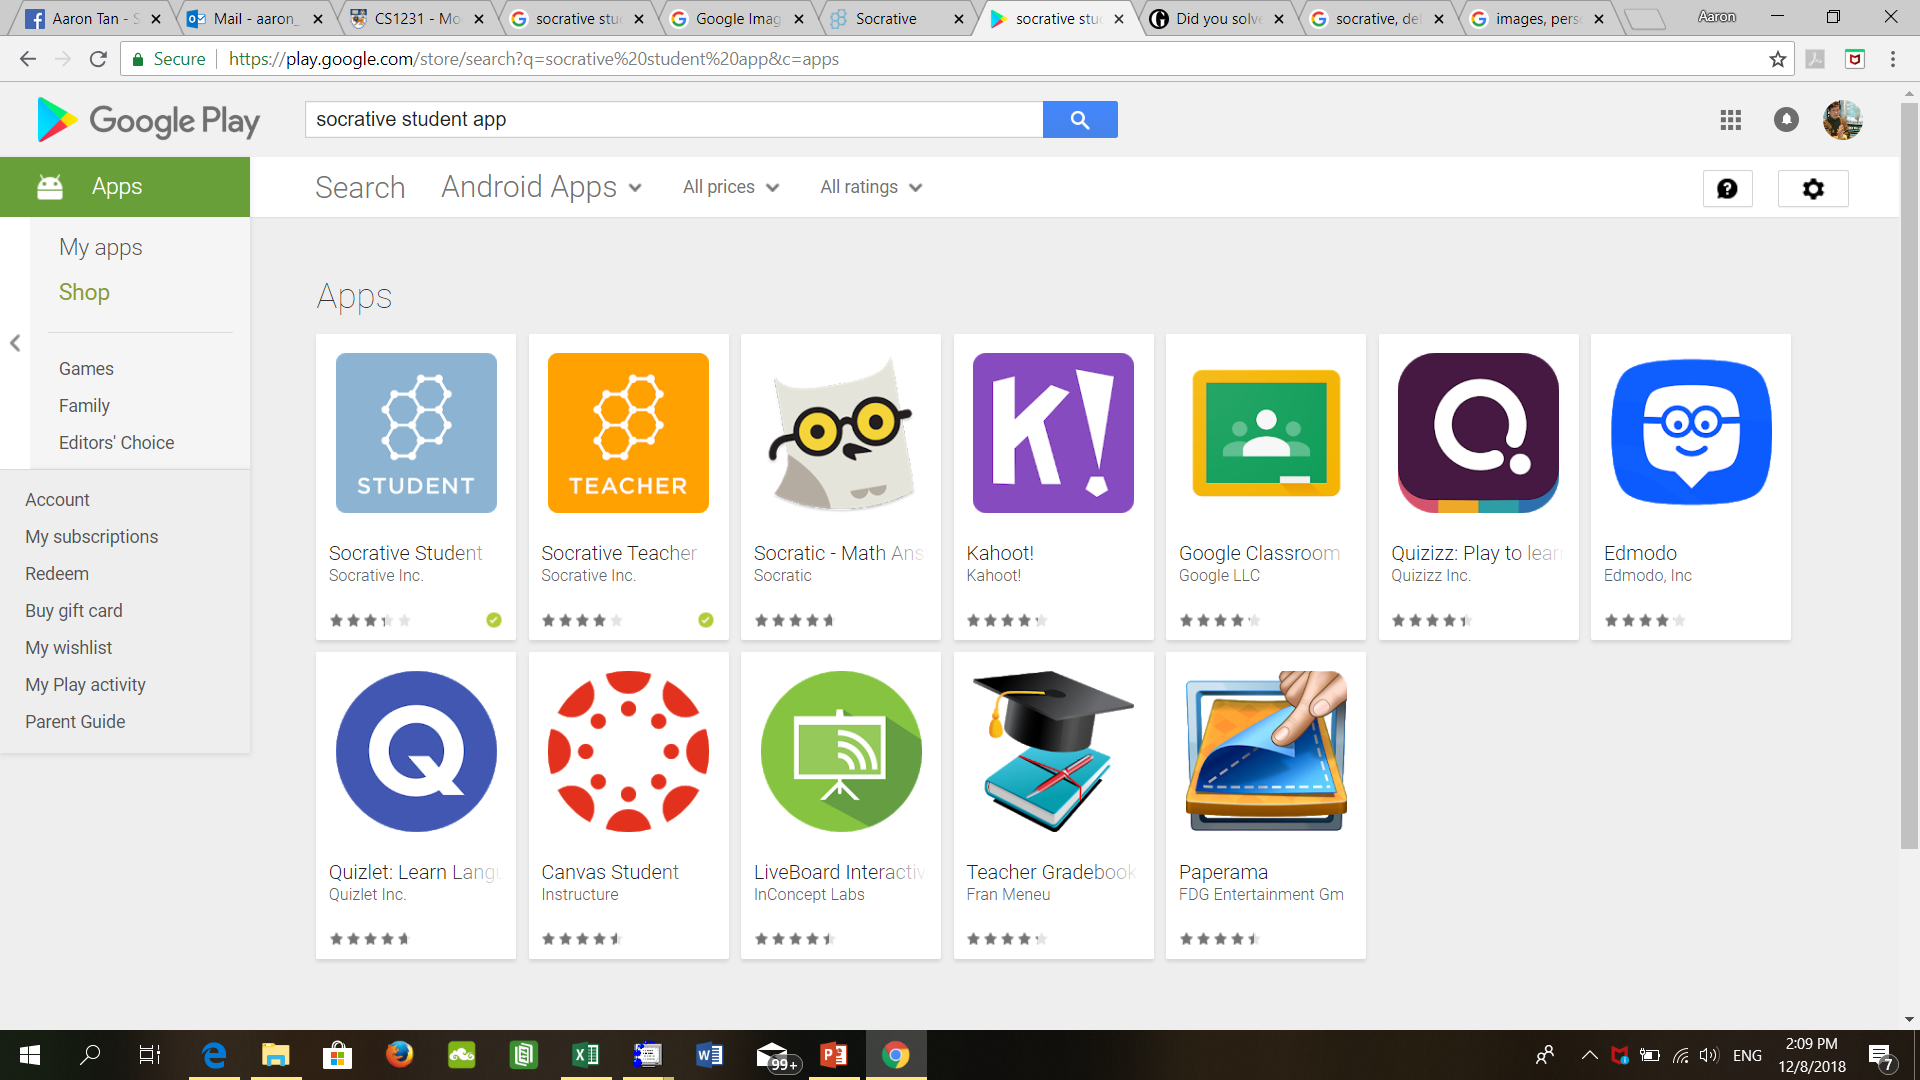 Aaron Tan - S
Mail - aaron_
CS1231 - Mo
socrative stu
Google Imag
Socrative
socrative stu
Did you solv
socrative, de
images, pers
Aaron
Secure
https://play.google.com/store/search?q=socrative%20student%20app&c=apps
Google Play
socrative student app
Apps
Search
Android Apps
All prices
All ratings
My apps
Shop
Games
Family
Editors' Choice
Account
My subscriptions
Redeem
Buy gift card
My wishlist
My Play activity
Parent Guide
Apps
STUDENT
Socrative Student
Socrative Inc.
TEACHER
Socrative Teacher
Socrative Inc.
Socratic - Math Ans
Socratic
K!
Kahoot!
Kahoot!
Google Classroom
Google LLC
Quizizz: Play to learn
Quizizz Inc.
Edmodo
Edmodo, Inc
Quizlet: Learn Langu
Quizlet Inc.
Canvas Student
Instructure
LiveBoard Interactiv
InConcept Labs
Teacher Gradebook
Fran Meneu
Paperama
FDG Entertainment Gm
99+
ENG
2:09 PM
12/8/2018
7